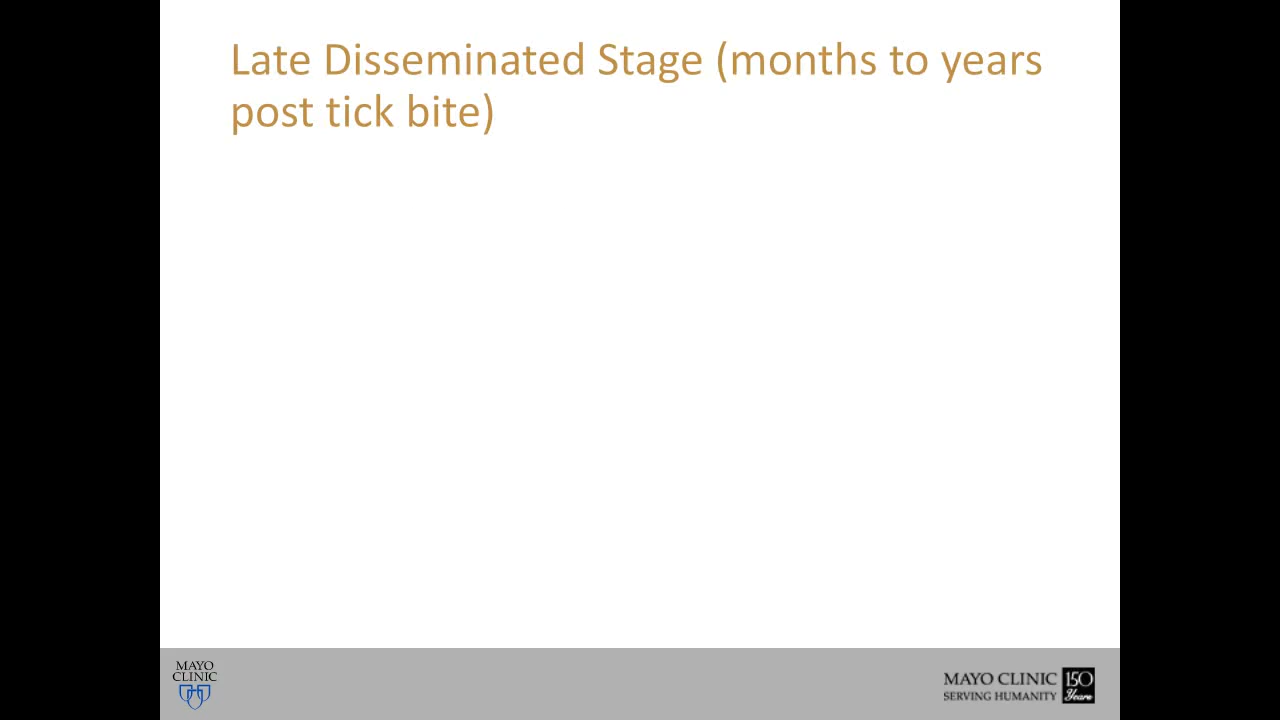 Late Disseminated Stage (months to years
post tick bite)
MAYO
CLINIC
MAYO CLINIC
SERVING HUMANITY
150
Years